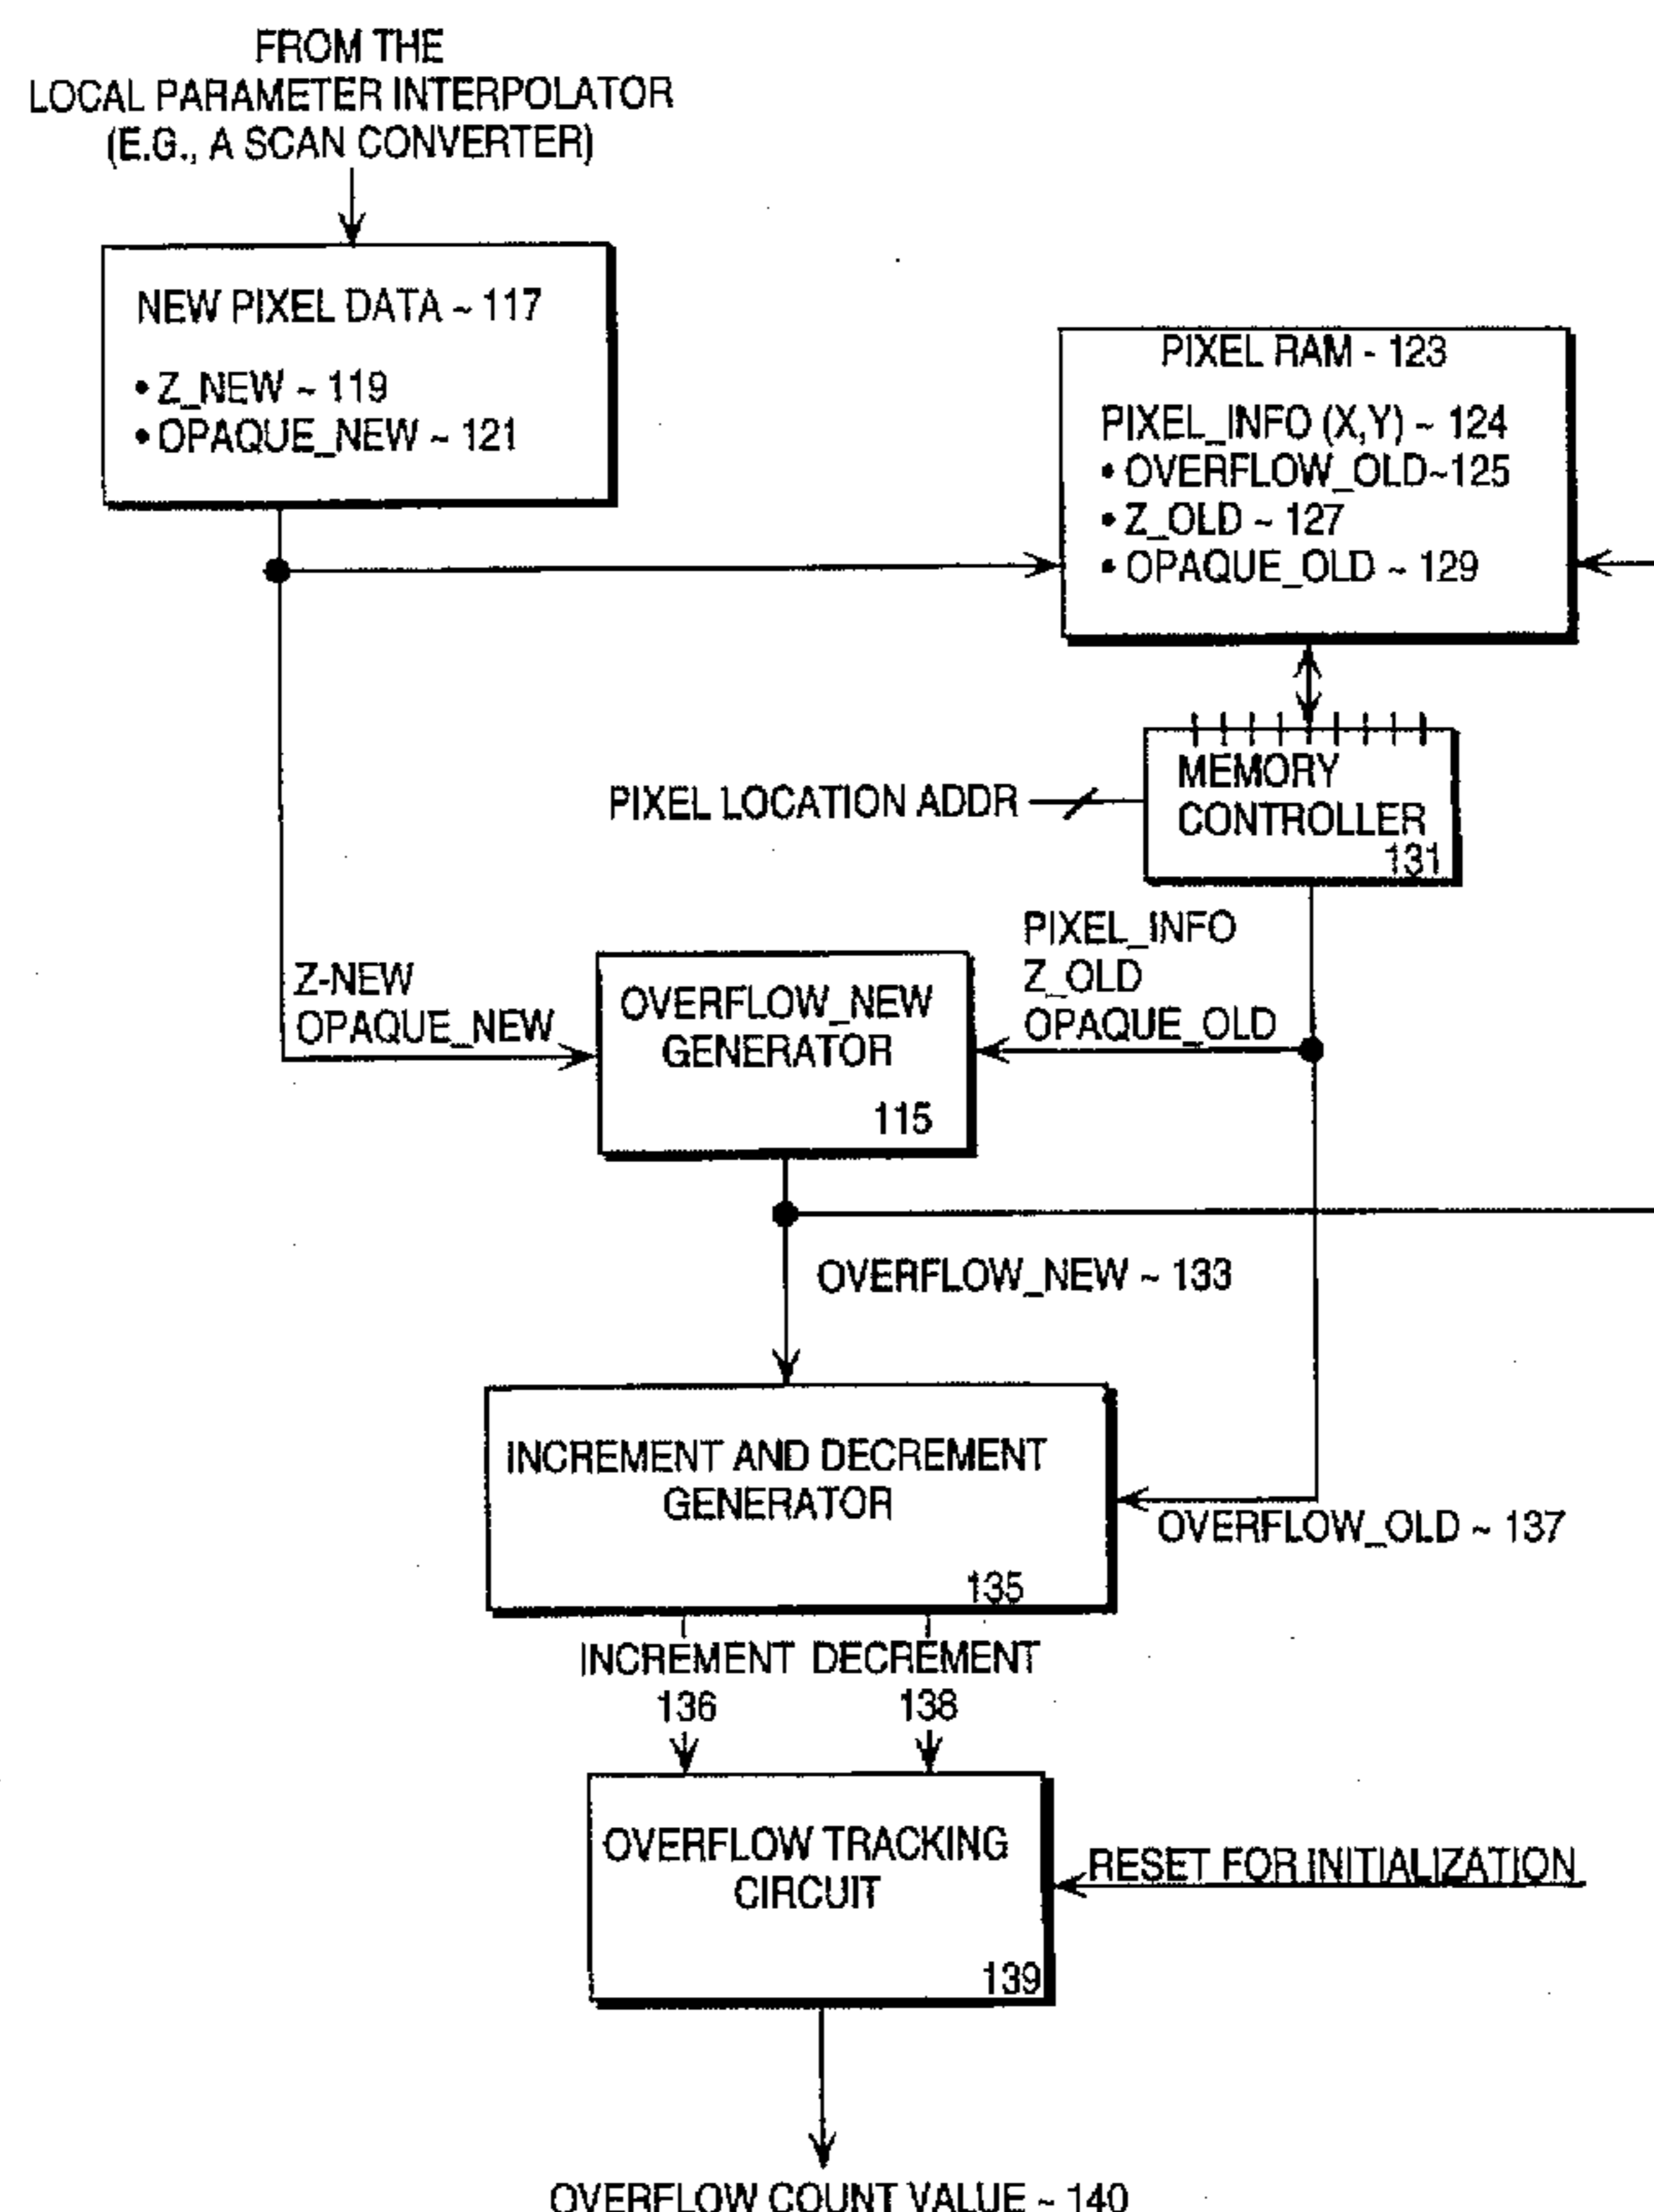 FROM THE
LOCAL PARAMETER INTERPOLATOR
(E.G., A SCAN CONVERTER)
NEW PIXEL DATA ~ 117
• Z_NEW ~ 119
• OPAQUE_NEW ~ 121
PIXEL RAM - 123
PIXEL_INFO (X,Y) ~ 124
• OVERFLOW_OLD~125
• Z_OLD ~ 127
• OPAQUE_OLD ~ 129
PIXEL LOCATION ADDR
MEMORY
CONTROLLER
131
Z-NEW
OPAQUE_NEW
OVERFLOW_NEW
GENERATOR
115
PIXEL_INFO
Z_OLD
OPAQUE_OLD
OVERFLOW_NEW ~ 133
INCREMENT AND DECREMENT
GENERATOR
135
OVERFLOW_OLD ~ 137
INCREMENT DECREMENT
136 138
OVERFLOW TRACKING
CIRCUIT
139
RESET FOR INITIALIZATION
OVERFLOW COUNT VALUE ~ 140